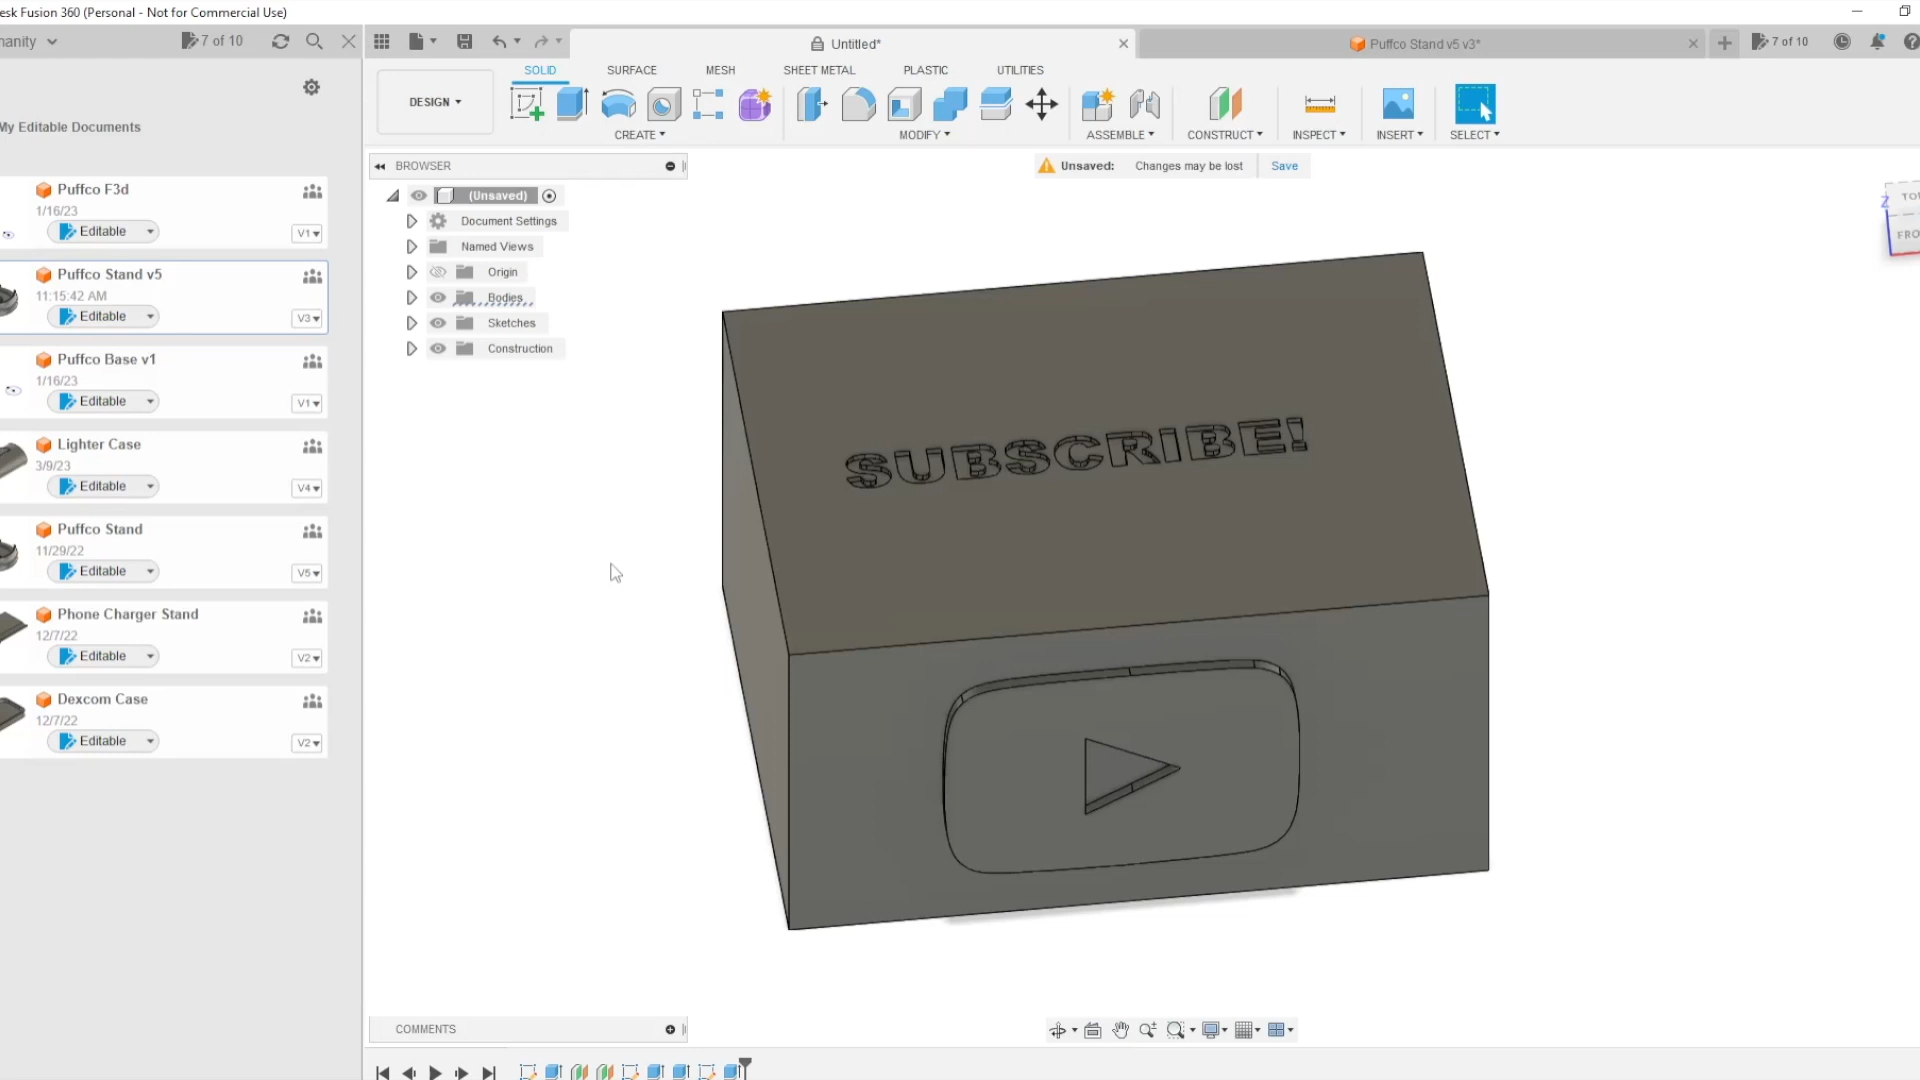 esk Fusion 360 (Personal - Not for Commercial Use)
manity
7 of 10
Untitled*
Puffco Stand v5 v3*
7 of 10
SOLID
SURFACE
MESH
SHEET METAL
PLASTIC
UTILITIES
DESIGN
CREATE
MODIFY
ASSEMBLE
CONSTRUCT
INSPECT
INSERT
SELECT
My Editable Documents
Puffco F3d
1/16/23
Editable
V1
Puffco Stand v5
11:15:42 AM
Editable
V3
Puffco Base v1
1/16/23
Editable
V1
Lighter Case
3/9/23
Editable
V4
Puffco Stand
11/29/22
Editable
V5
Phone Charger Stand
12/7/22
Editable
V2
Dexcom Case
12/7/22
Editable
V2
BROWSER
(Unsaved)
Document Settings
Named Views
Origin
Bodies
Sketches
Construction
Unsaved: Changes may be lost Save
Z
TO
FRO
SUBSCRIBE!
COMMENTS